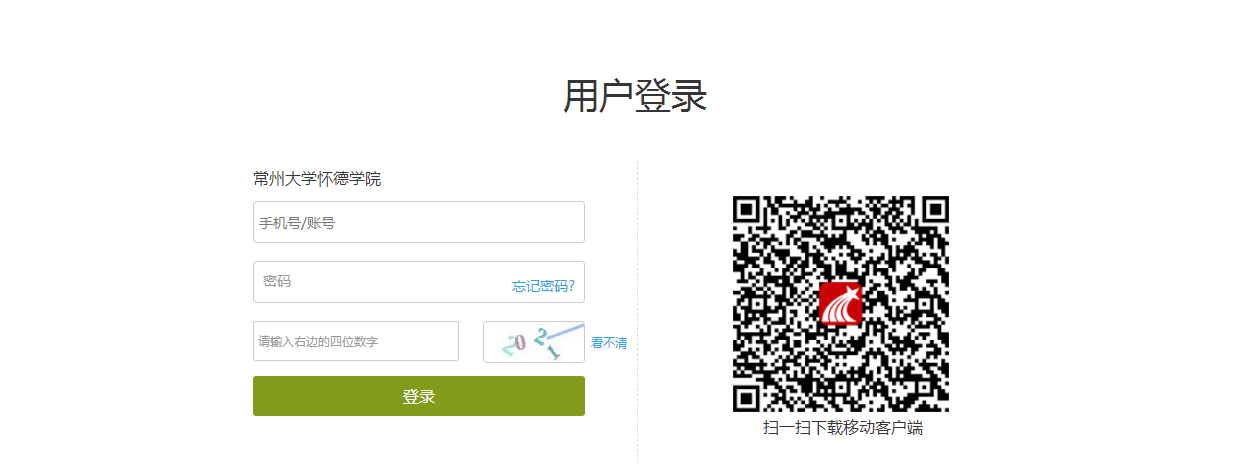 用户登录
常州大学怀德学院
手机号/账号
密码
忘记密码?
请输入右边的四位数字
看不清
登录
扫一扫下载移动客户端